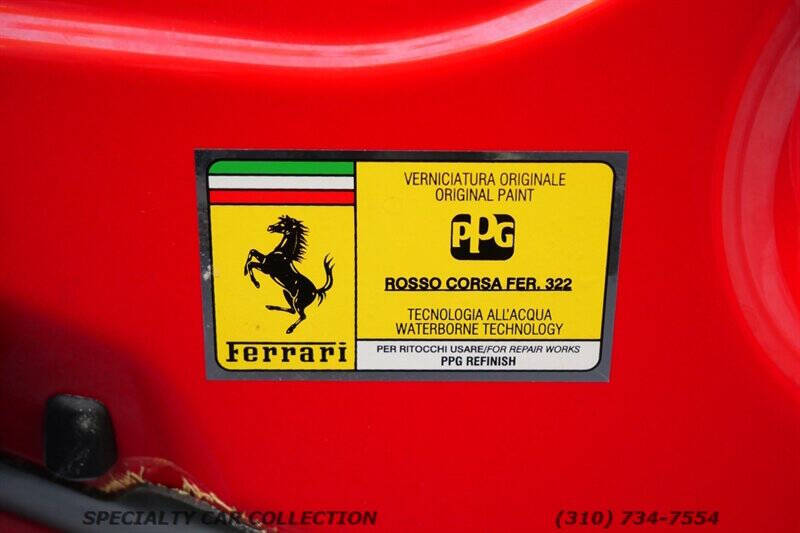 VERNICIATURA ORIGINALE
ORIGINAL PAINT
PPG
ROSSO CORSA FER. 322
TECNOLOGIA ALL'ACQUA
WATERBORNE TECHNOLOGY
Ferrari
PER RITOCCHI USARE/FOR REPAIR WORKS
PPG REFINISH
SPECIALTY CAR COLLECTION
(310) 734-7554